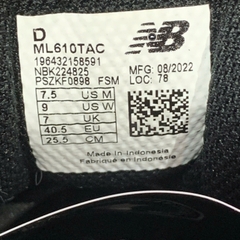 D
ML610TAC
196432158591
NBK224825
PSZKF0898 FSM
MFG: 08/2022
LOC: 78
7.5 US M
9 US W
7 UK
40.5 EU
25.5 CM
Made in Indonesia
Fabriqué en Indonésie